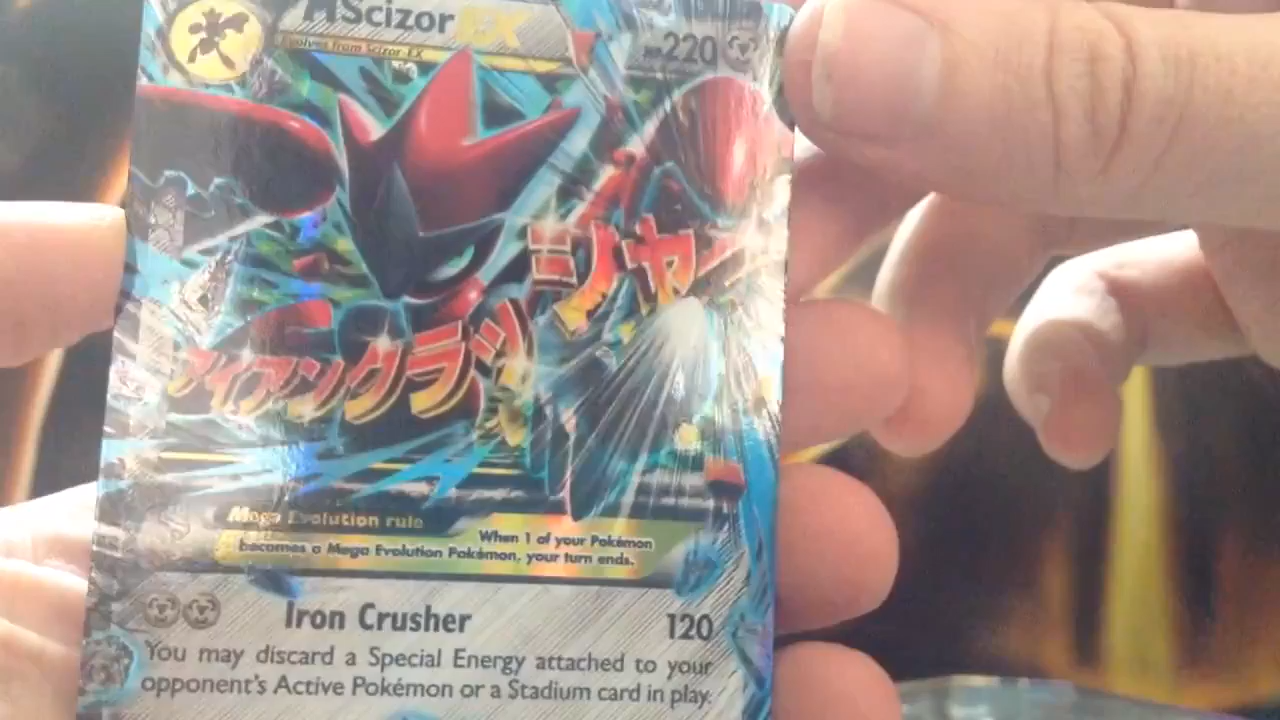 MScizor EX
Evolves from Scizor-EX
HP220
アイアンクラッシャー
Mega Evolution rule
When 1 of your Pokémon
becomes a Mega Evolution Pokémon, your turn ends.
Iron Crusher 120
You may discard a Special Energy attached to your
opponent's Active Pokémon or a Stadium card in play.